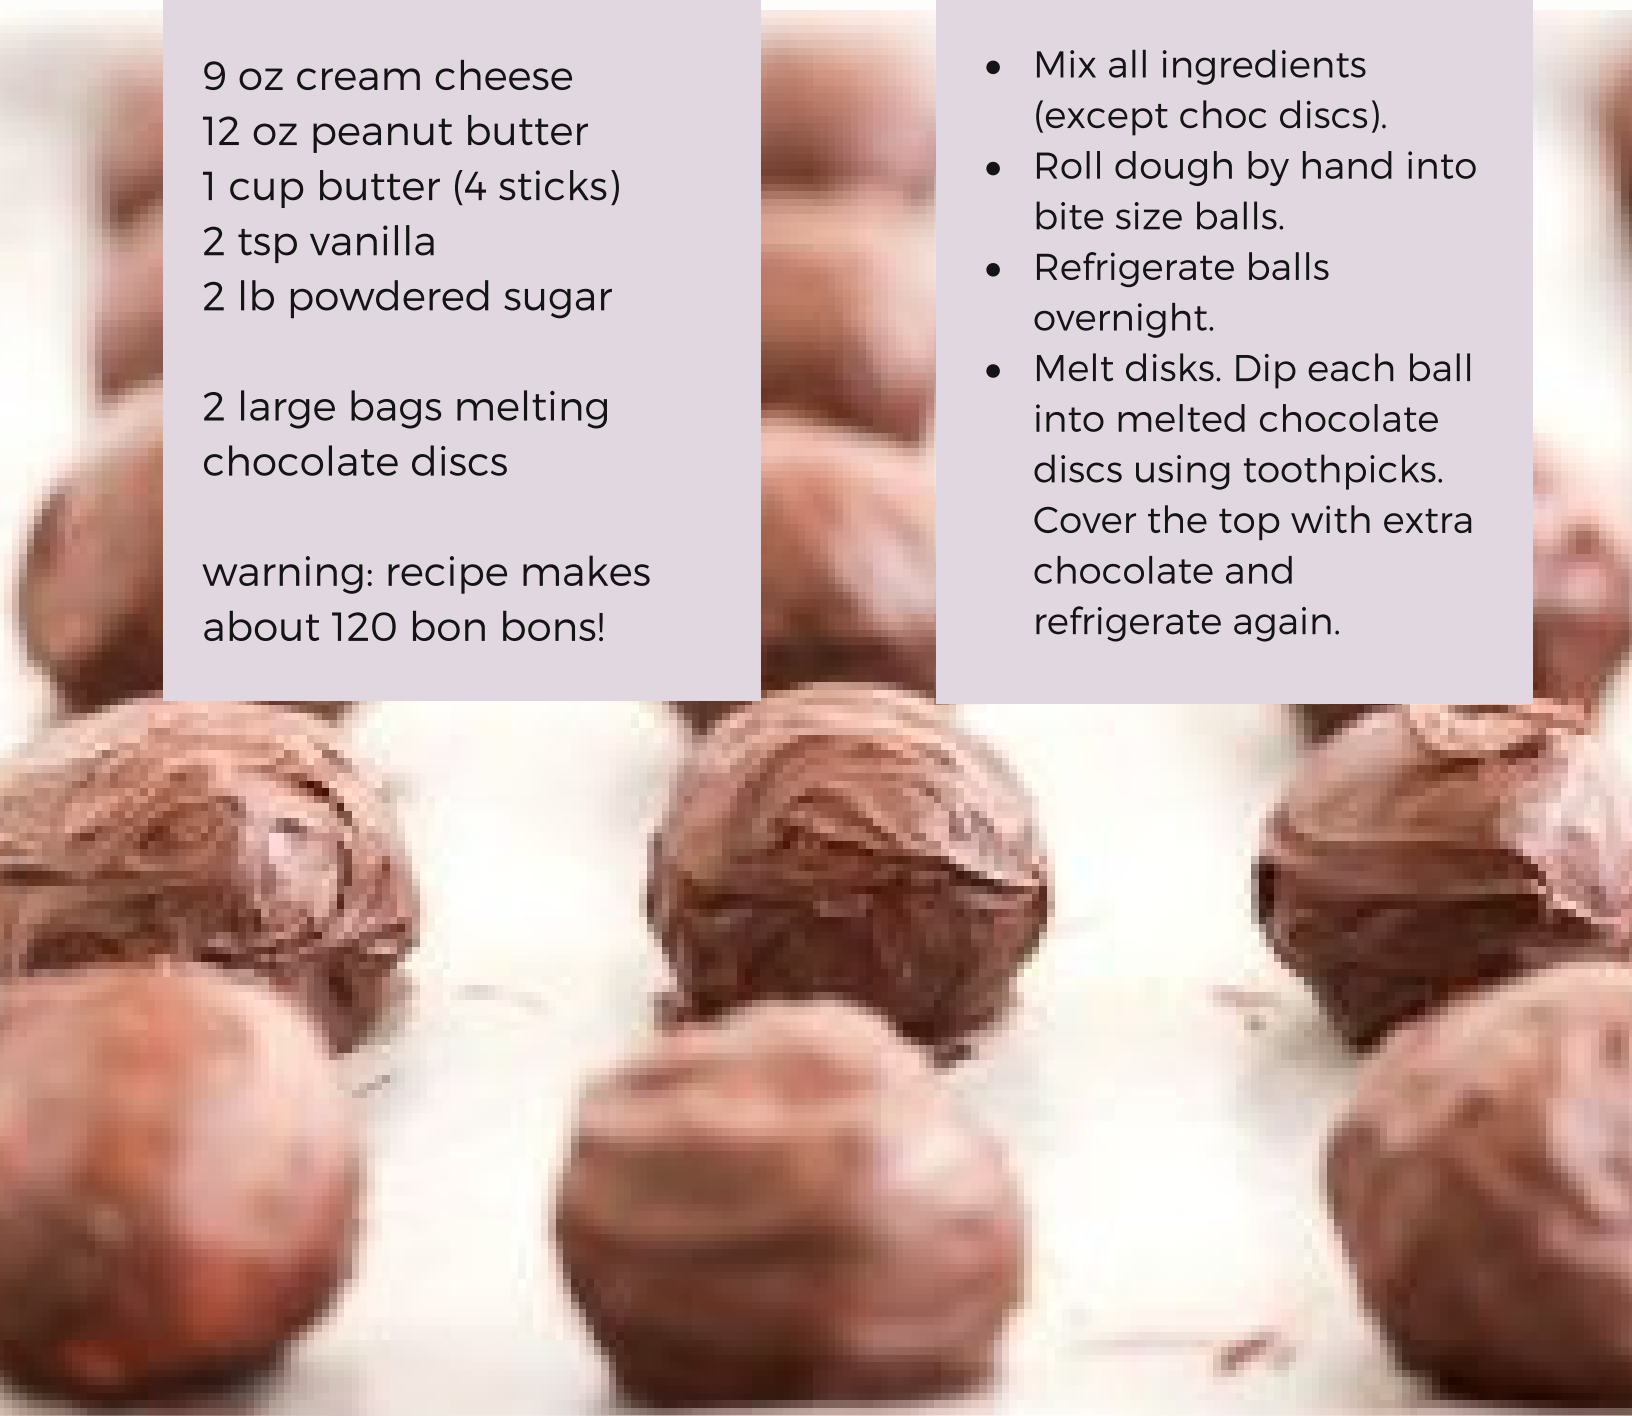 9 oz cream cheese
12 oz peanut butter
1 cup butter (4 sticks)
2 tsp vanilla
2 lb powdered sugar
2 large bags melting
chocolate discs
warning: recipe makes
about 120 bon bons!
• Mix all ingredients
(except choc discs).
• Roll dough by hand into
bite size balls.
• Refrigerate balls
overnight.
• Melt disks. Dip each ball
into melted chocolate
discs using toothpicks.
Cover the top with extra
chocolate and
refrigerate again.